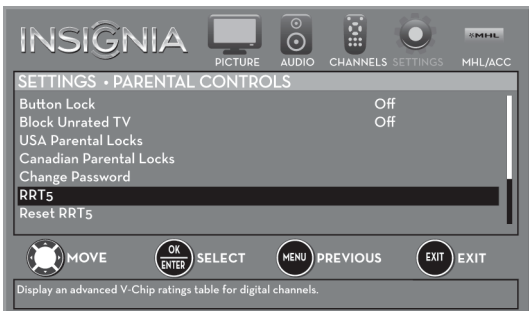 INSIGNIA
PICTURE AUDIO CHANNELS SETTINGS MHL MHL/ACC
SETTINGS • PARENTAL CONTROLS
Button Lock Off
Block Unrated TV Off
USA Parental Locks
Canadian Parental Locks
Change Password
RRT5
Reset RRT5
MOVE OK ENTER SELECT MENU PREVIOUS EXIT EXIT
Display an advanced V-Chip ratings table for digital channels.